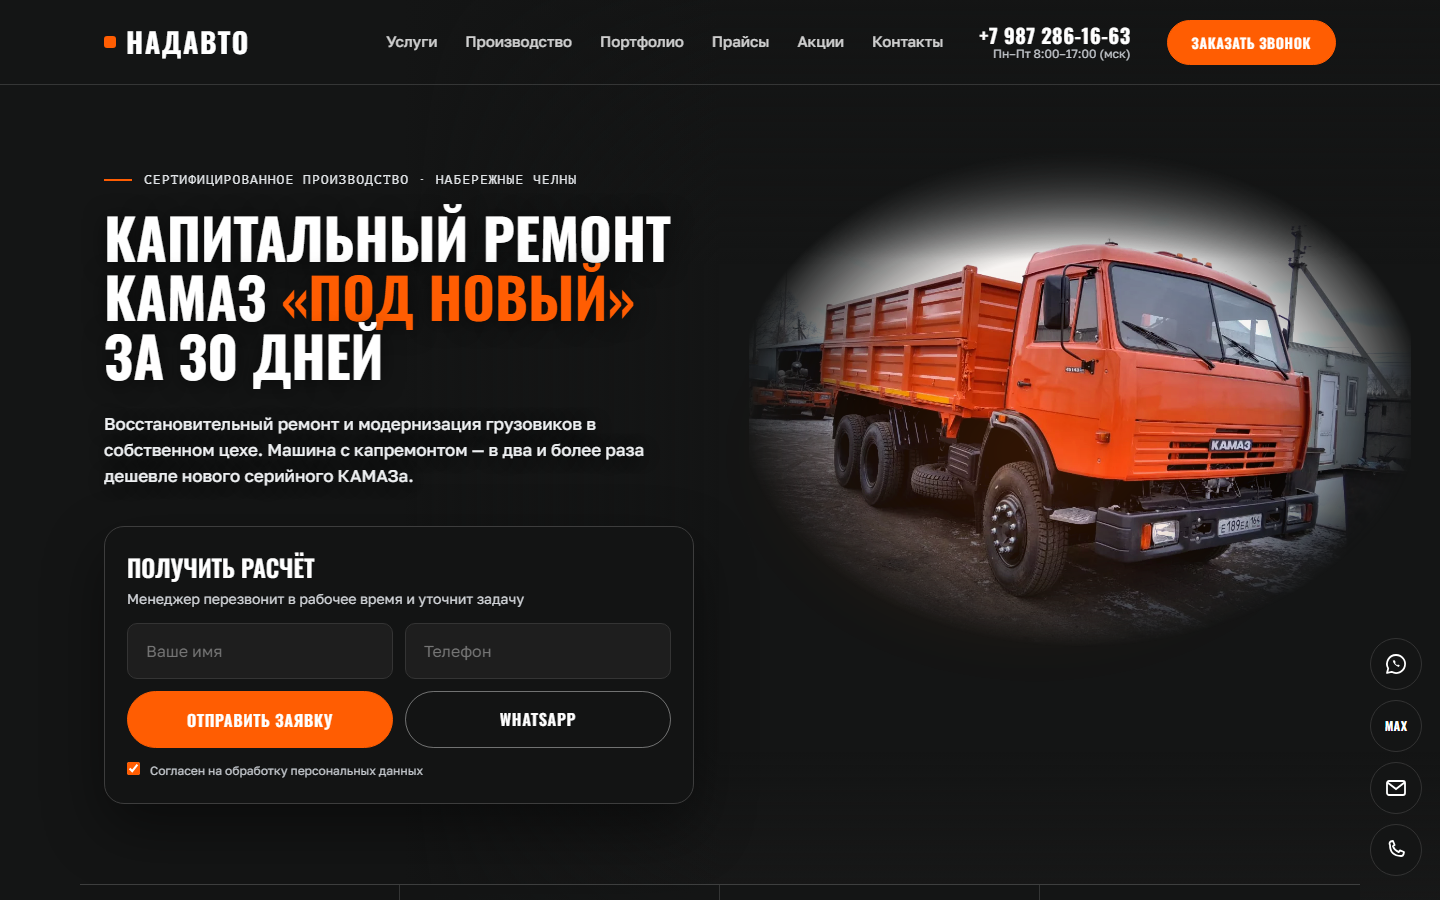 НАДАВТО
Услуги
Производство
Портфолио
Прайсы
Акции
Контакты
+7 987 286-16-63
Пн–Пт 8:00–17:00 (мск)
ЗАКАЗАТЬ ЗВОНОК
СЕРТИФИЦИРОВАННОЕ ПРОИЗВОДСТВО · НАБЕРЕЖНЫЕ ЧЕЛНЫ
КАПИТАЛЬНЫЙ РЕМОНТ
КАМАЗ «ПОД НОВЫЙ»
ЗА 30 ДНЕЙ
Восстановительный ремонт и модернизация грузовиков в
собственном цехе. Машина с капремонтом — в два и более раза
дешевле нового серийного КАМАЗа.
КАМАЗ
Е189ЕА 164
ПОЛУЧИТЬ РАСЧЁТ
Менеджер перезвонит в рабочее время и уточнит задачу
Ваше имя
Телефон
ОТПРАВИТЬ ЗАЯВКУ
WHATSAPP
Согласен на обработку персональных данных
MAX